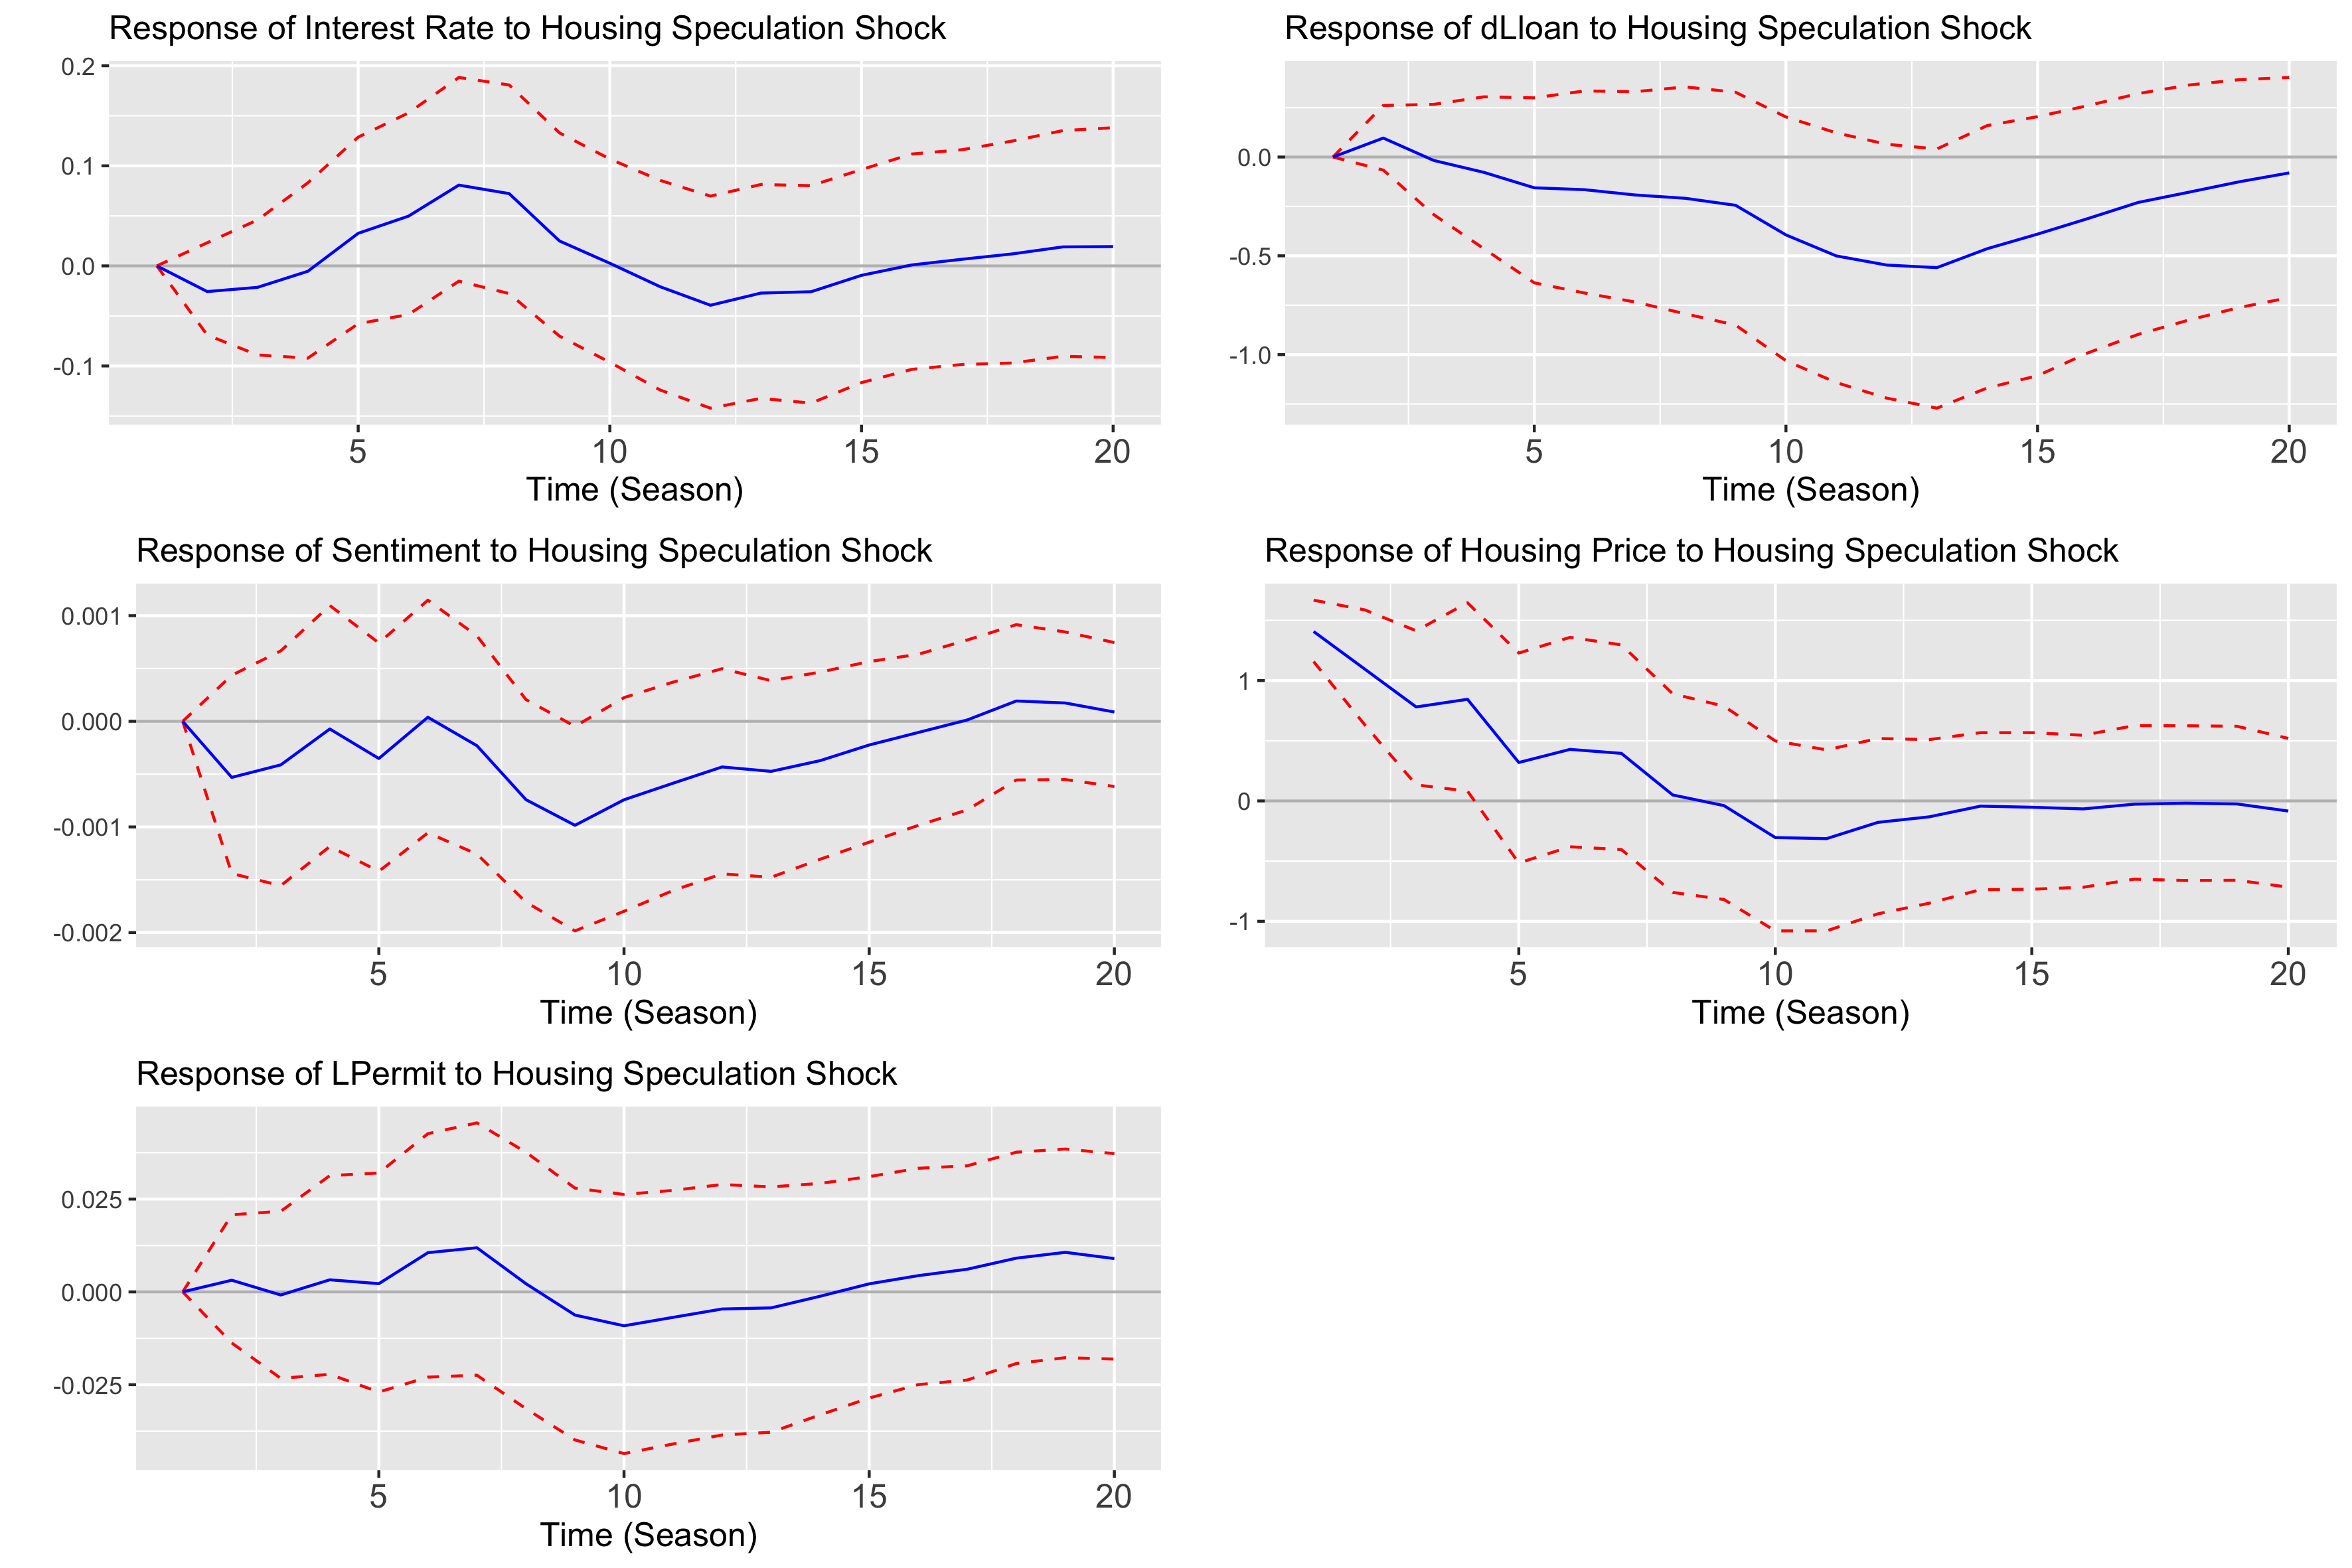 Response of Interest Rate to Housing Speculation Shock
0.2
0.1
0.0
-0.1
5 10 15 20
Time (Season)
Response of dLloan to Housing Speculation Shock
0.0
-0.5
-1.0
5 10 15 20
Time (Season)
Response of Sentiment to Housing Speculation Shock
0.001
0.000
-0.001
-0.002
5 10 15 20
Time (Season)
Response of Housing Price to Housing Speculation Shock
1
0
-1
5 10 15 20
Time (Season)
Response of LPermit to Housing Speculation Shock
0.025
0.000
-0.025
5 10 15 20
Time (Season)